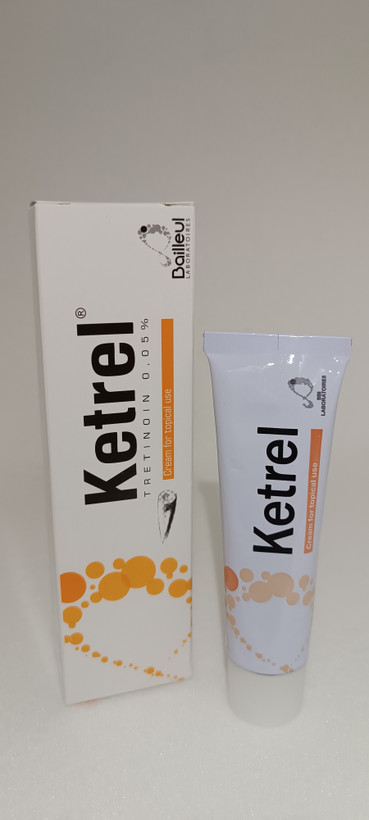 Bailleul
LABORATOIRES
Ketrel®
TRETINOIN 0.05%
Cream for topical use
LABORATOIRES
Ketrel
Cream for topical use